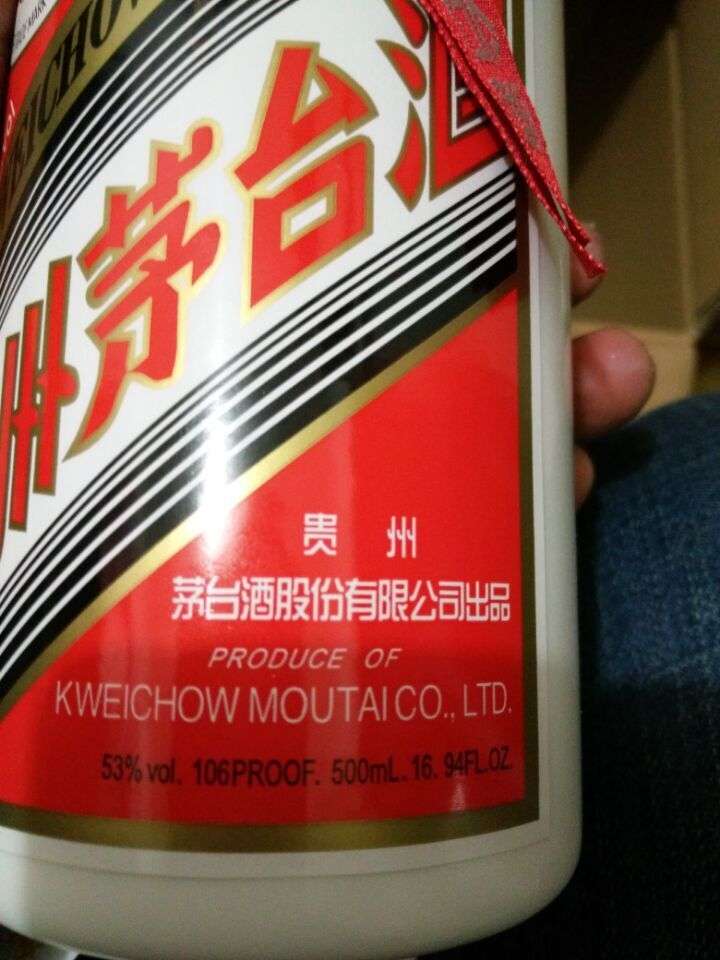 州茅台酒
贵 州
茅台酒股份有限公司出品
PRODUCE OF
KWEICHOW MOUTAI CO., LTD.
53% vol. 106PROOF. 500mL. 16. 94FL.OZ.